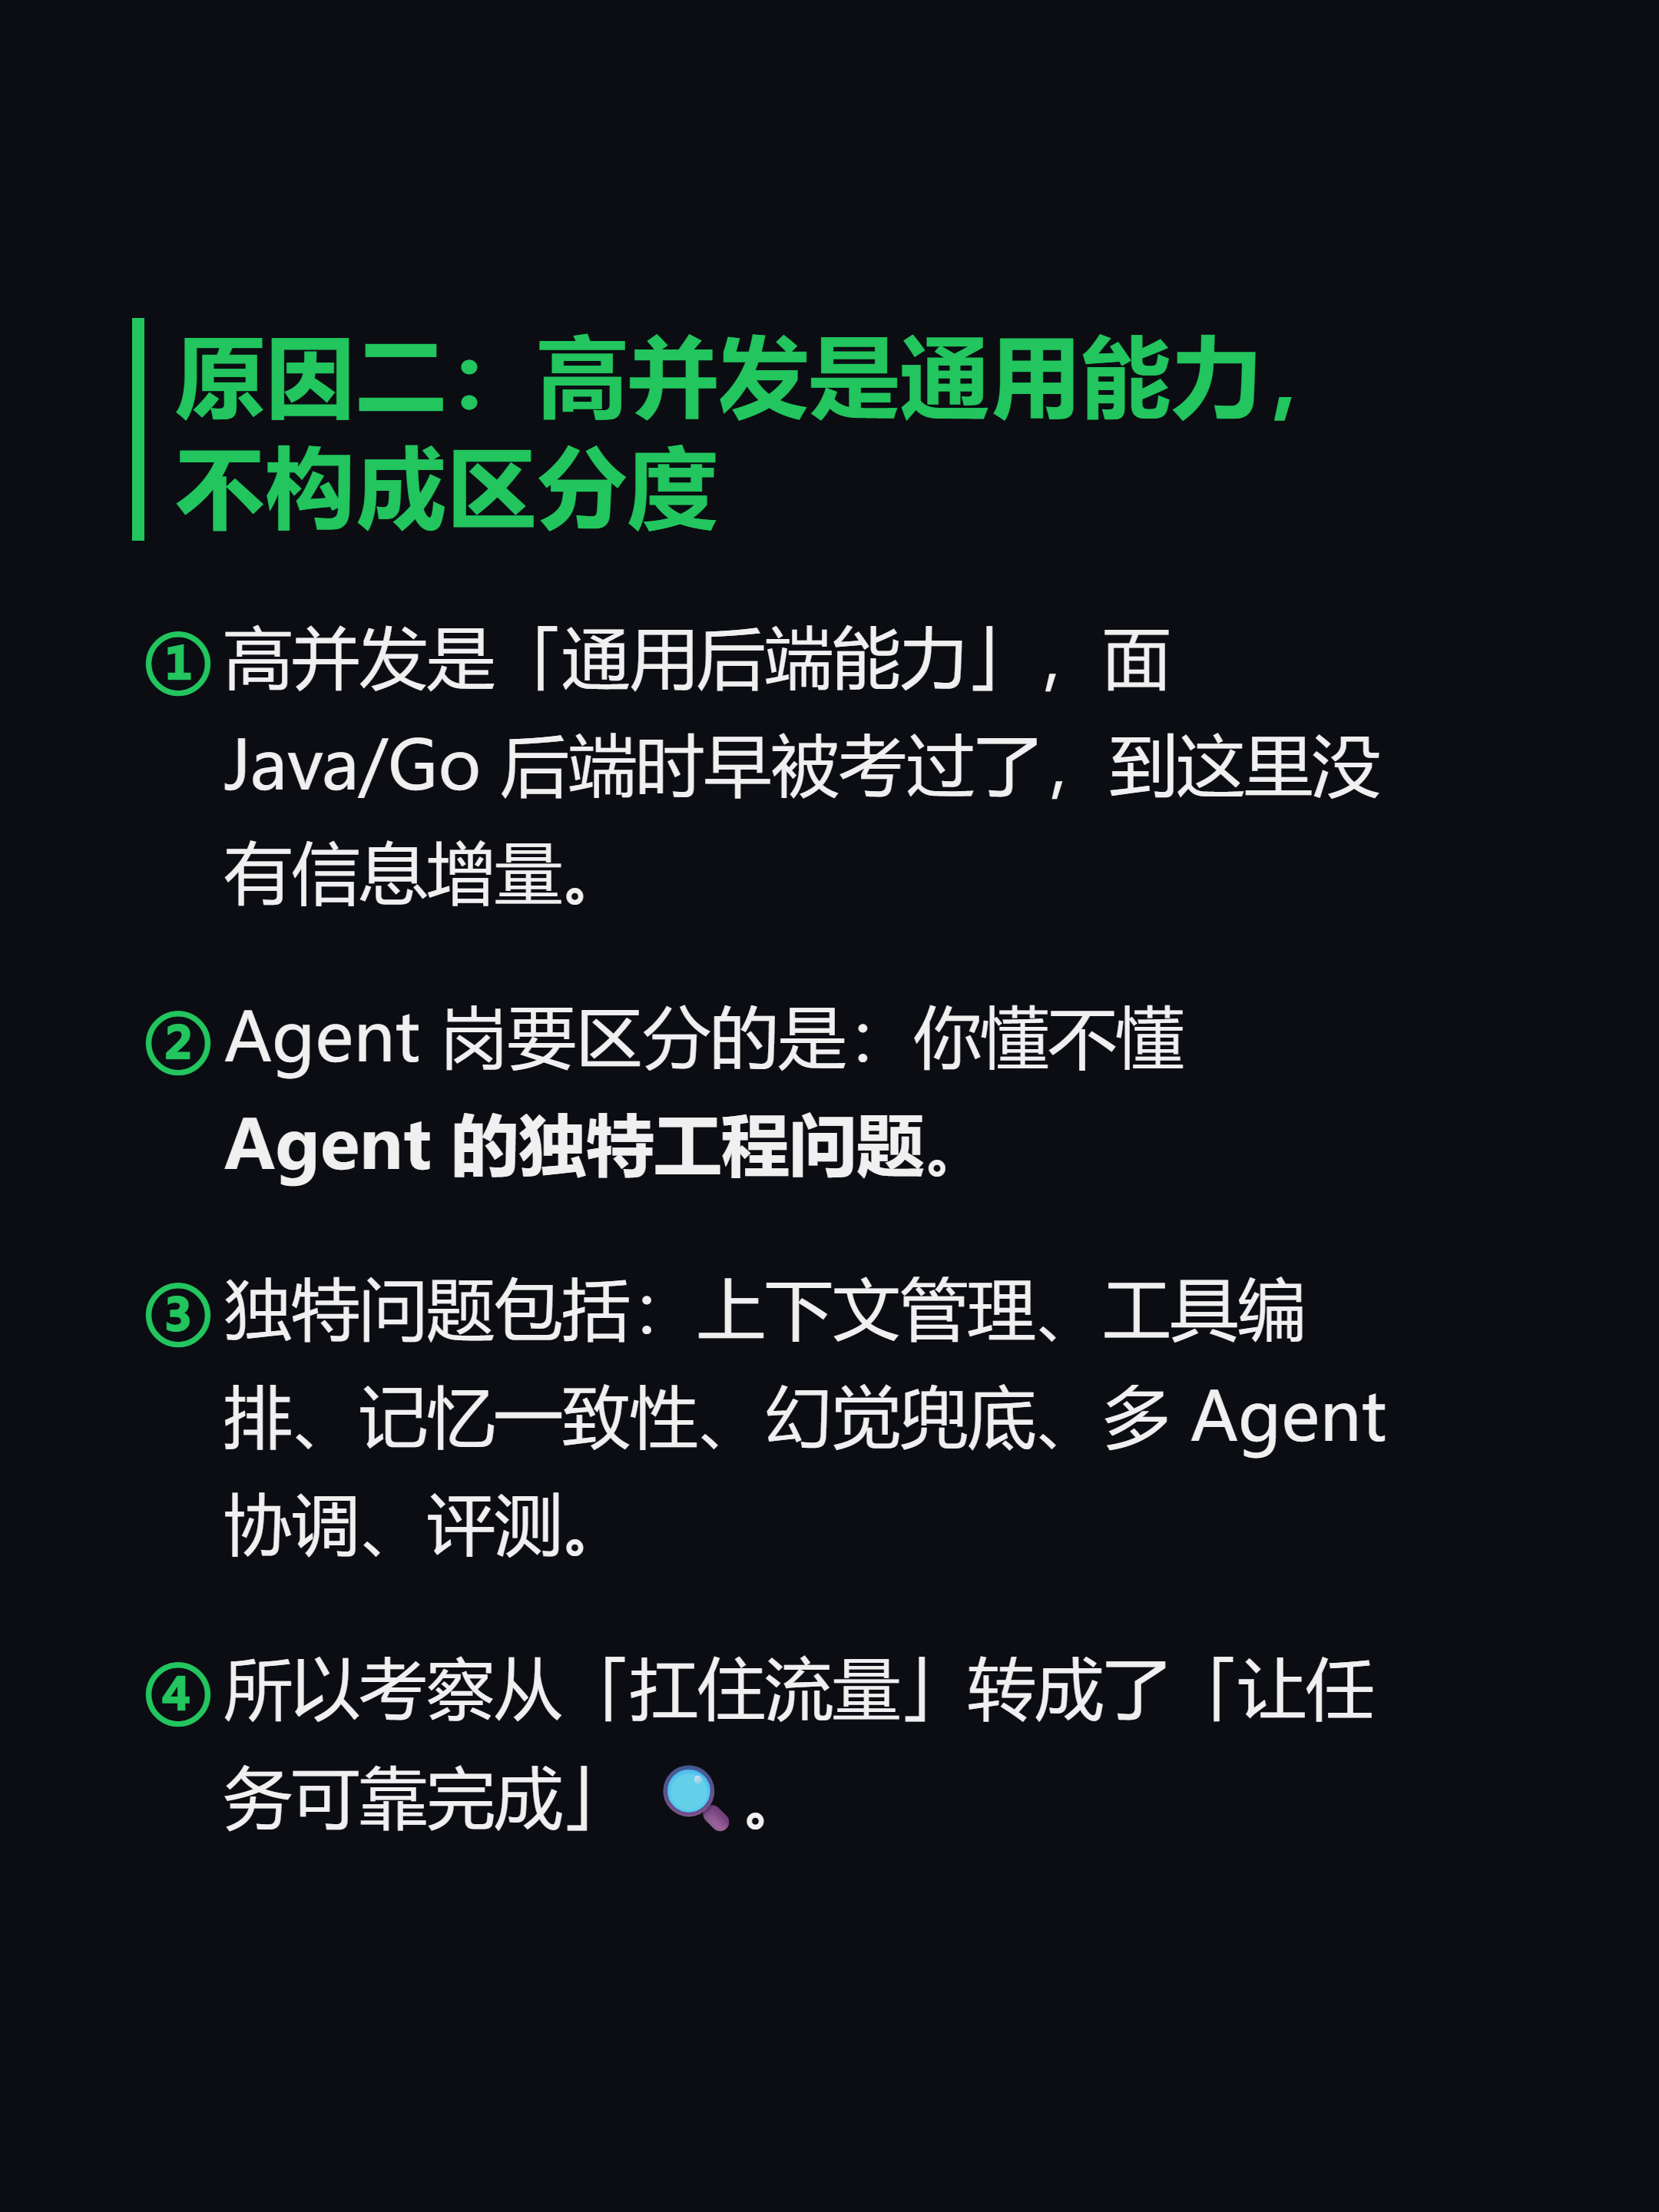 原因二：高并发是通用能力，
不构成区分度
①高并发是「通用后端能力」，面
Java/Go 后端时早被考过了，到这里没
有信息增量。
②Agent 岗要区分的是：你懂不懂
Agent 的独特工程问题。
③独特问题包括：上下文管理、工具编
排、记忆一致性、幻觉兜底、多 Agent
协调、评测。
④所以考察从「扛住流量」转成了「让任
务可靠完成」🔍。